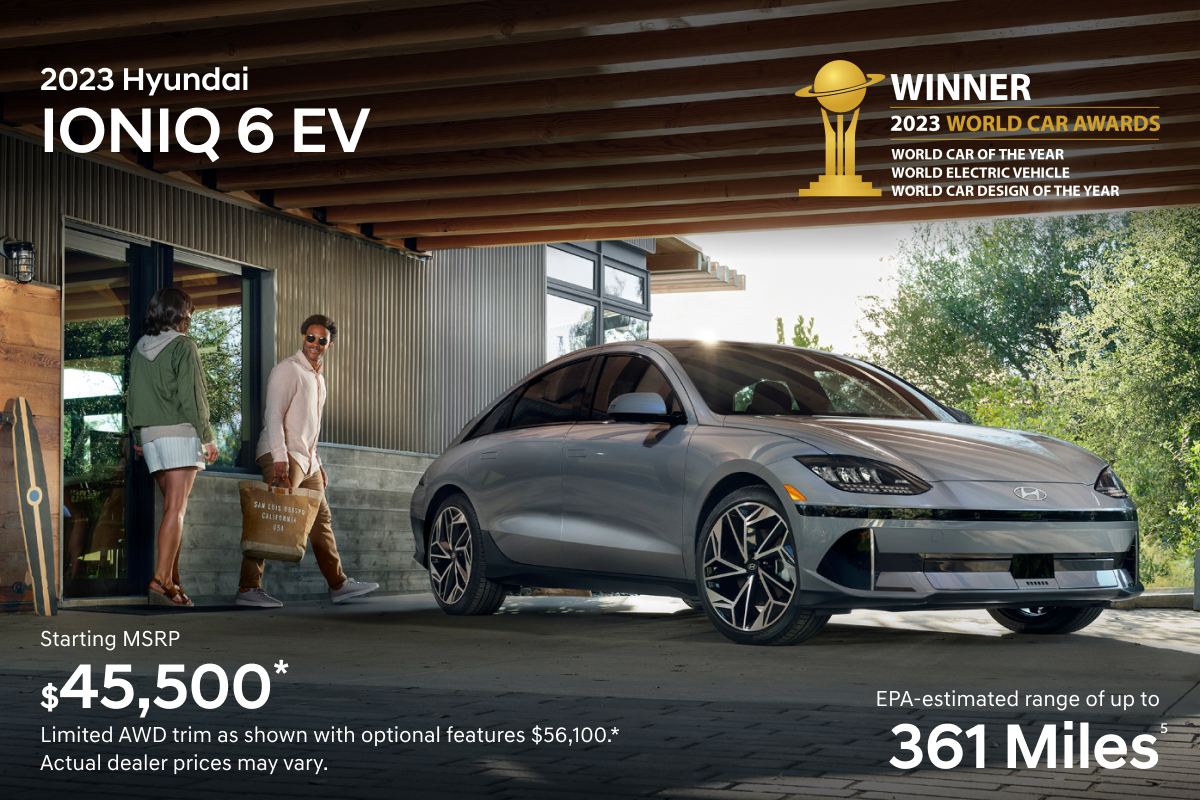 2023 Hyundai
IONIQ 6 EV
WINNER
2023 WORLD CAR AWARDS
WORLD CAR OF THE YEAR
WORLD ELECTRIC VEHICLE
WORLD CAR DESIGN OF THE YEAR
SAN LUIS OBISPO
CALIFORNIA
USA
Starting MSRP
$45,500*
Limited AWD trim as shown with optional features $56,100.*
Actual dealer prices may vary.
EPA-estimated range of up to
361 Miles5